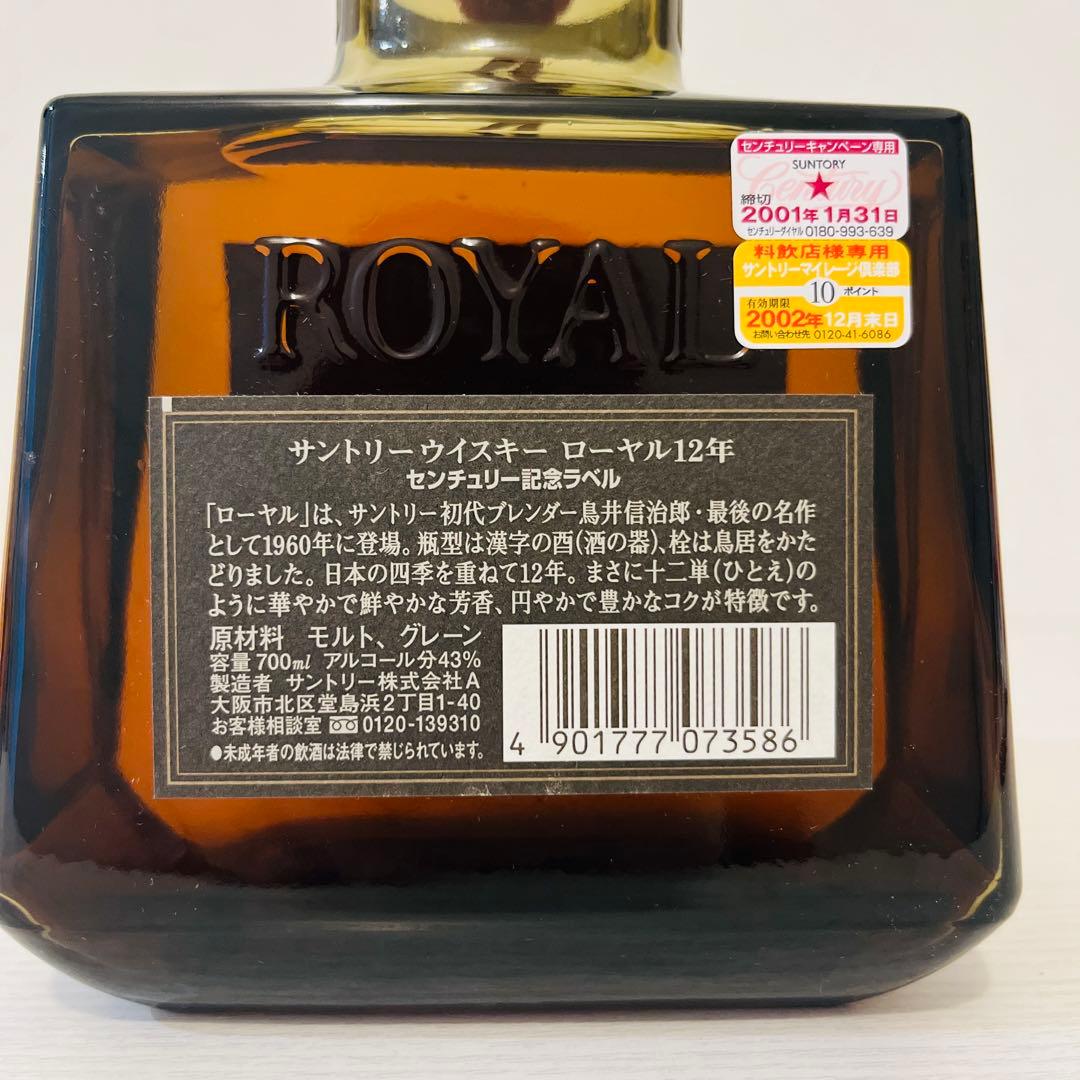 センチュリーキャンペーン専用
SUNTORY
Century
締切
2001年1月31日
センチュリーダイヤル 0180-993-639
料飲店様専用
サントリーマイレージ倶楽部
10 ポイント
有効期限
2002年12月末日
お問い合わせ先 0120-41-6086
ROYAL
サントリーウイスキー ローヤル12年
センチュリー記念ラベル
「ローヤル」は、サントリー初代ブレンダー鳥井信治郎・最後の名作
として1960年に登場。瓶型は漢字の酉(酒の器)、栓は鳥居をかた
どりました。日本の四季を重ねて12年。まさに十二単(ひとえ)の
ように華やかで鮮やかな芳香、円やかで豊かなコクが特徴です。
原材料 モルト、グレーン
容量 700ml アルコール分43%
製造者 サントリー株式会社A
大阪市北区堂島浜2丁目1-40
お客様相談室 0120-139310
●未成年者の飲酒は法律で禁じられています。
4 901777 073586